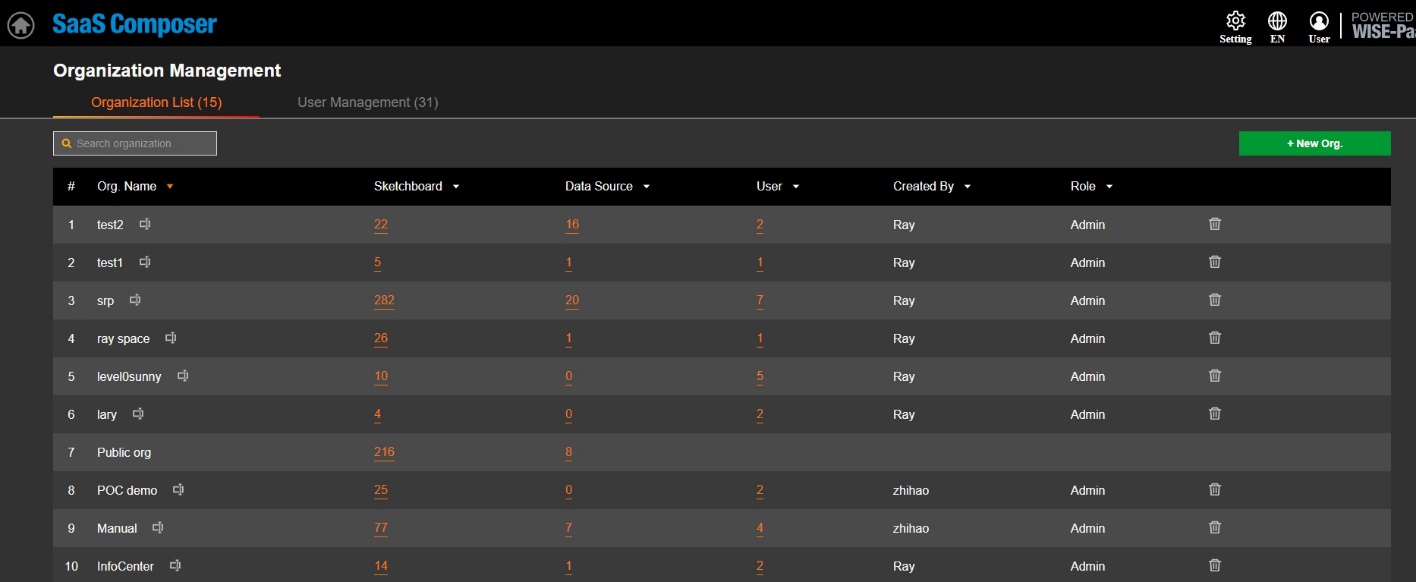 SaaS Composer
Setting EN User POWERED
WISE-Paa
Organization Management
Organization List (15) User Management (31)
Search organization + New Org.
# Org. Name Sketchboard Data Source User Created By Role
1 test2 22 16 2 Ray Admin
2 test1 5 1 1 Ray Admin
3 srp 282 20 7 Ray Admin
4 ray space 26 1 1 Ray Admin
5 level0sunny 10 0 5 Ray Admin
6 lary 4 0 2 Ray Admin
7 Public org 216 8
8 POC demo 25 0 2 zhihao Admin
9 Manual 77 7 4 zhihao Admin
10 InfoCenter 14 1 2 Ray Admin